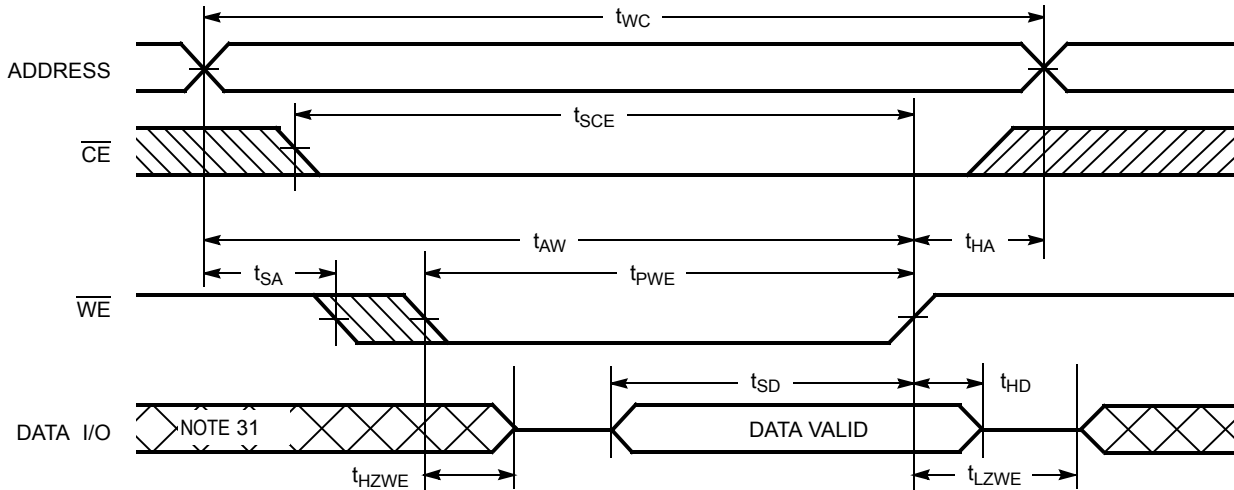 tWC
ADDRESS
tSCE
CE
tAW
tHA
tSA
tPWE
WE
tSD
tHD
DATA I/O
NOTE 31
DATA VALID
tHZWE
tLZWE